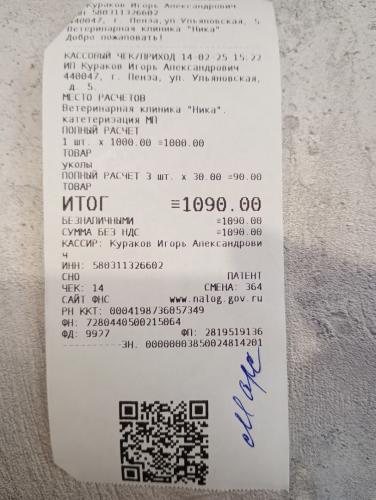 Кураков Игорь Александрович
580311326602
440047, г. Пенза, ул.Ульяновская, 5.
Ветеринарная клиника "Ника"
Добро пожаловать!
КАССОВЫЙ ЧЕК/ПРИХОД 14-02-25 15:22
ИП Кураков Игорь Александрович
440047, г. Пенза, ул. Ульяновская,
д. 5.
МЕСТО РАСЧЕТОВ
Ветеринарная клиника "Ника".
катетеризация МП
ПОЛНЫЙ РАСЧЕТ
1 шт. х 1000.00 =1000.00
ТОВАР
уколы
ПОЛНЫЙ РАСЧЕТ 3 шт. х 30.00 =90.00
ТОВАР
ИТОГ =1090.00
БЕЗНАЛИЧНЫМИ =1090.00
СУММА БЕЗ НДС =1090.00
КАССИР: Кураков Игорь Александрови
ч
ИНН: 580311326602
СНО ПАТЕНТ
ЧЕК: 14 СМЕНА: 364
САЙТ ФНС www.nalog.gov.ru
РН ККТ: 0004198736057349
ФН: 7280440500215064
ФД: 9927 ФП: 2819519136
ЗН. 00000003850024814201